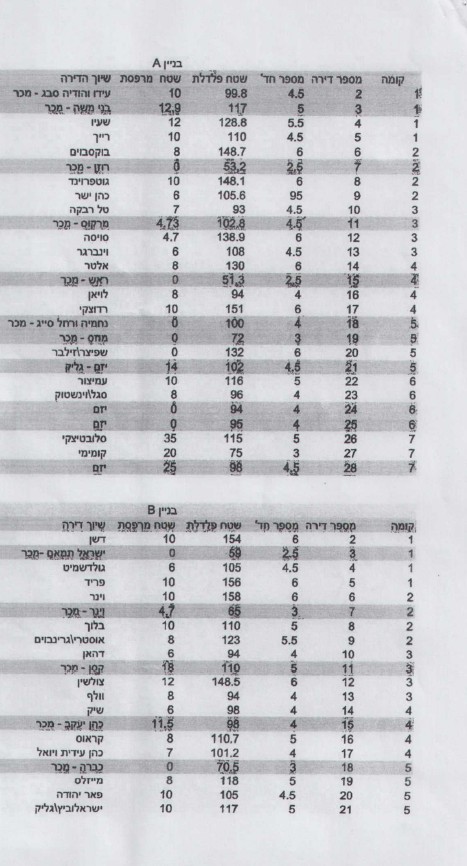 בניין A
קומה מספר דירה מספר חד' שטח פלדלת שטח מרפסת שיוך הדירה
1 2 4.5 99.8 10 עידו והודיה סבג - מכר
1 3 5 117 12.9 בני משה - מכר
1 4 5.5 128.8 12 שעיו
1 5 4.5 110 10 רייך
2 6 6 148.7 8 בוקסבוים
2 7 2.5 53.2 0 רוט - מכר
2 8 6 148.1 10 גוטפרוינד
2 9 95 105.6 6 כהן ישר
3 10 4.5 93 7 טל רבקה
3 11 4.5 102.8 4.73 מרקוס - מכר
3 12 6 138.9 4.7 סויסה
3 13 4.5 108 6 וינברגר
4 14 6 130 8 אלטר
4 15 2.5 51.3 0 ראש - מכר
4 16 4 94 8 לויאן
4 17 6 151 10 רדוצקי
5 18 4 100 0 נחמיה ורחל סייג - מכר
5 19 3 72 0 - מכר
5 20 6 132 0 שפיצר\זילבר
5 21 4.5 102 14 יזם - גליק
6 22 5 116 10 עמיצור
6 23 4 96 8 סגל\וינשטוק
6 24 4 94 0 יזם
6 25 4 95 0 יזם
7 26 5 115 35 סלובטיצקי
7 27 3 75 20 קומימי
7 28 4.5 98 25 יזם
בניין B
קומה מספר דירה מספר חד' שטח פלדלת שטח מרפסת שיוך דירה
1 2 6 154 10 דשן
1 3 2.5 59 0 ישראל תמאם -מכר
1 4 4.5 105 6 גולדשמיט
1 5 6 156 10 פריד
2 6 6 158 10 וינר
2 7 3 65 4.7 וינר - מכר
2 8 5 110 10 בלוך
2 9 5.5 123 8 אוסטרי\גרינבוים
3 10 4 94 6 דהאן
3 11 5 110 18 קסן - מכר
3 12 6 148.5 12 צולשין
3 13 4 94 8 וולף
4 14 4 98 6 שיק
4 15 4 98 11.5 כהן יעקב - מכר
4 16 5 110.7 8 קראוס
4 17 4 101.2 7 כהן עידית ויואל
5 18 3 70.5 0 כברה - מכר
5 19 5 118 8 מייזלס
5 20 4.5 105 10 פאר יהודה
5 21 5 117 10 ישראלוביץ\גליק